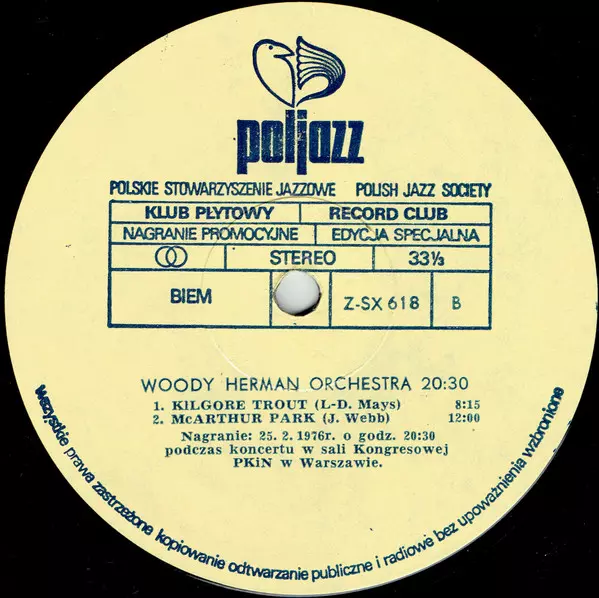 poljazz
POLSKIE STOWARZYSZENIE JAZZOWE POLISH JAZZ SOCIETY
KLUB PŁYTOWY RECORD CLUB
NAGRANIE PROMOCYJNE EDYCJA SPECJALNA
STEREO 33⅓
BIEM Z-SX 618 B
WOODY HERMAN ORCHESTRA 20:30
1. KILGORE TROUT (L-D. Mays) 8:15
2. McARTHUR PARK (J. Webb) 12:00
Nagranie: 25. 2. 1976r. o godz. 20:30
podczas koncertu w sali Kongresowej
PKiN w Warszawie.
wszystkie prawa zastrzeżone kopiowanie odtwarzanie publiczne i radiowe bez upoważnienia wzbronione